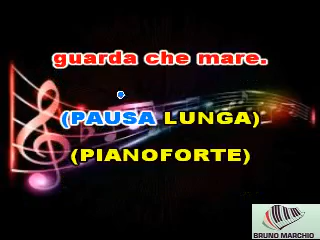 guarda che mare.
(PAUSA LUNGA)
(PIANOFORTE)
BRUNO MARCHIO